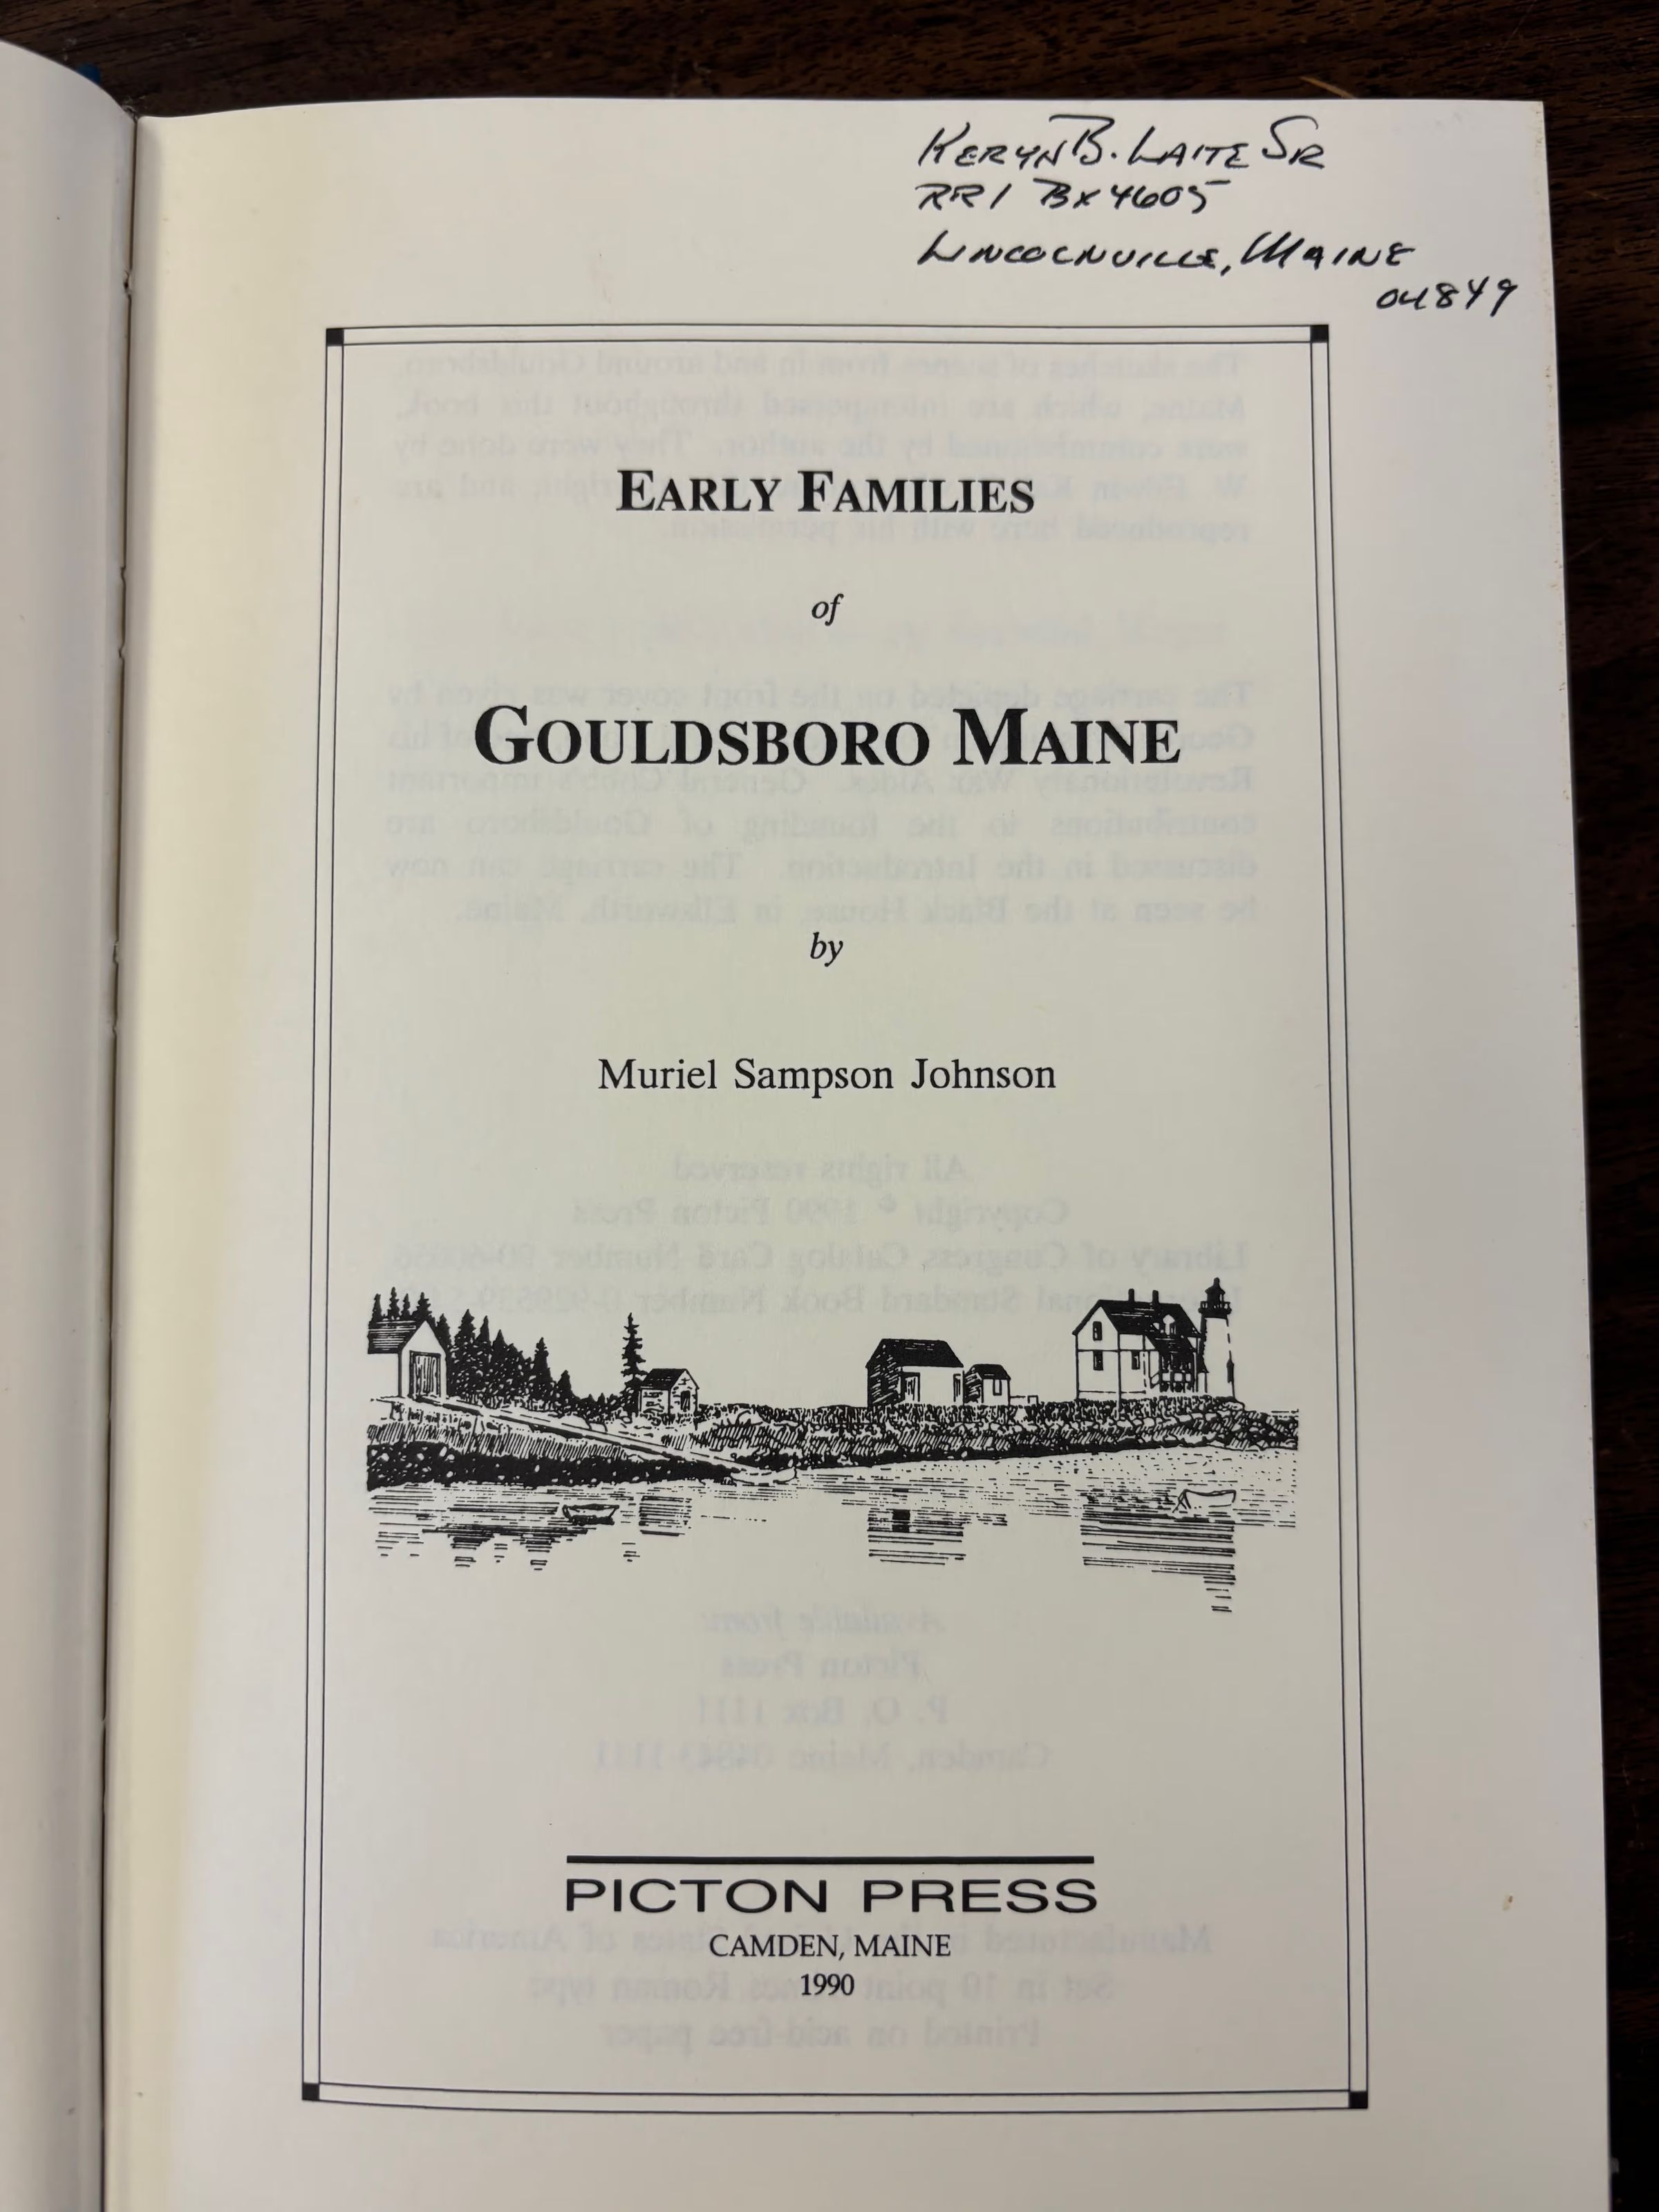 KERYN B. LAITE SR
RR1 BX 4605
LINCOLNVILLE, MAINE
04849
EARLY FAMILIES
of
GOULDSBORO MAINE
by
Muriel Sampson Johnson
PICTON PRESS
CAMDEN, MAINE
1990